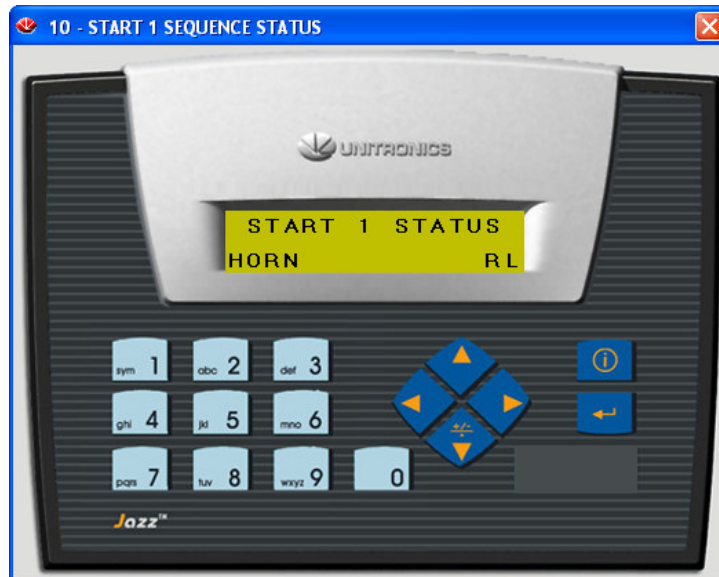 10 - START 1 SEQUENCE STATUS
UNITRONICS
START 1 STATUS
HORN RL
sym 1 abc 2 def 3
ghi 4 jkl 5 mno 6
+/-
pqrs 7 tuv 8 wxyz 9 0
Jazz™